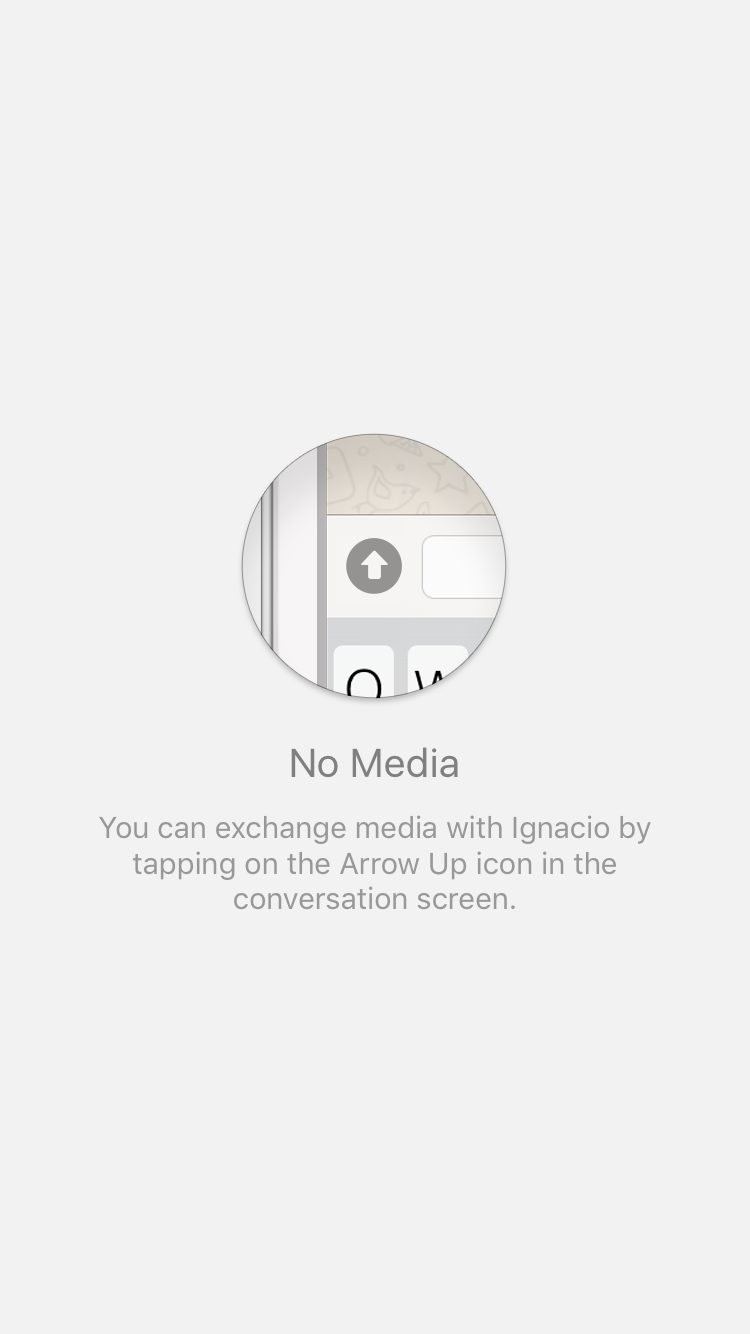 Q W
No Media
You can exchange media with Ignacio by
tapping on the Arrow Up icon in the
conversation screen.